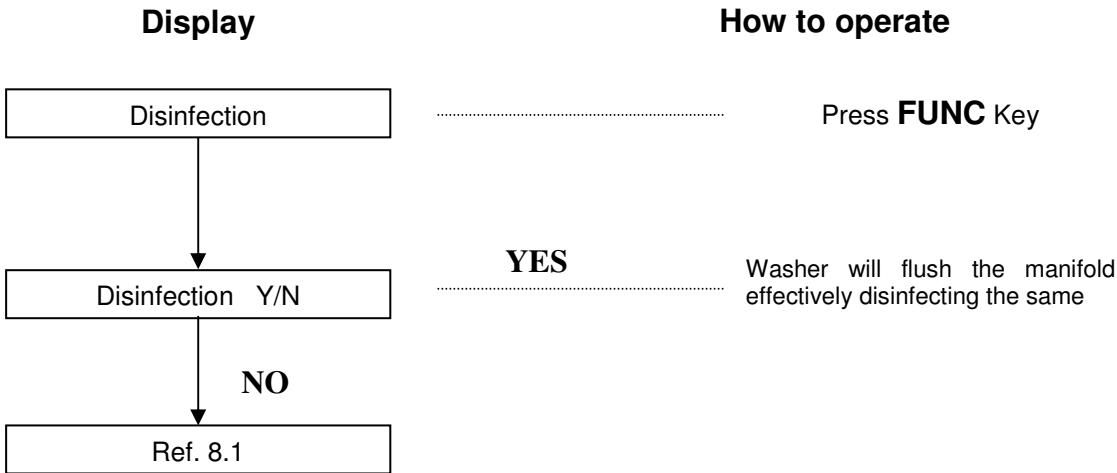 Display
How to operate
Disinfection
Press FUNC Key
YES
Washer will flush the manifold
effectively disinfecting the same
Disinfection Y/N
NO
Ref. 8.1